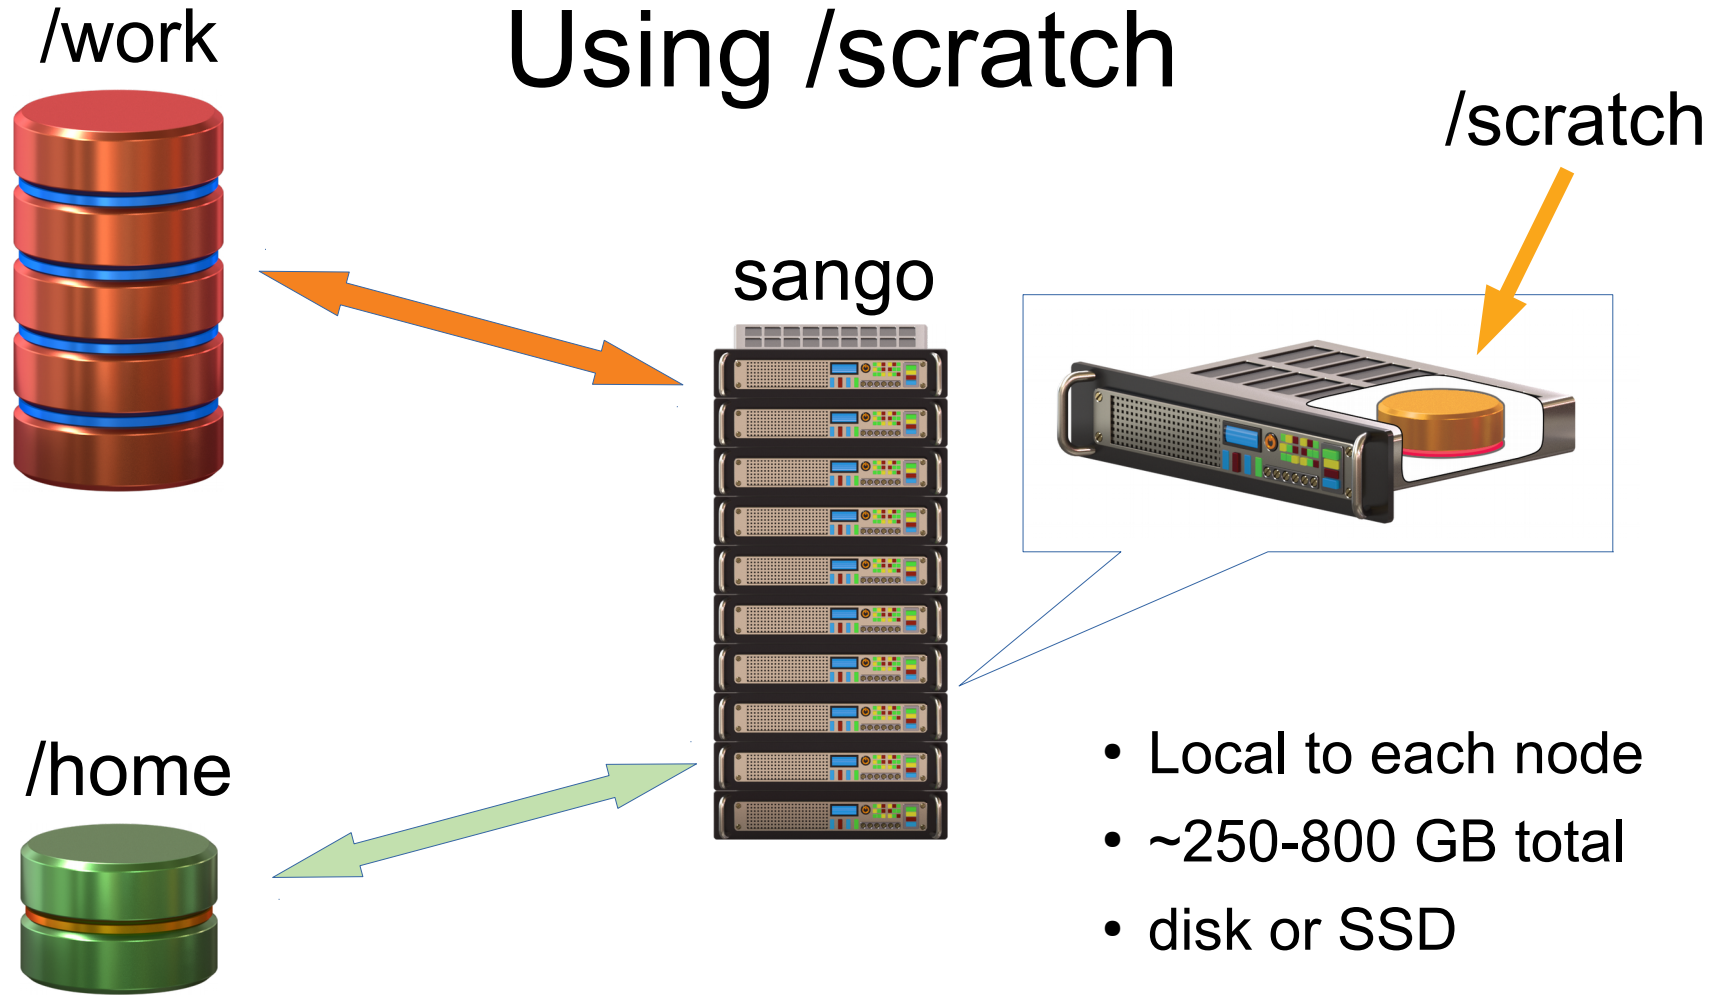 Using /scratch
/work
/scratch
sango
/home
• Local to each node
• ~250-800 GB total
• disk or SSD